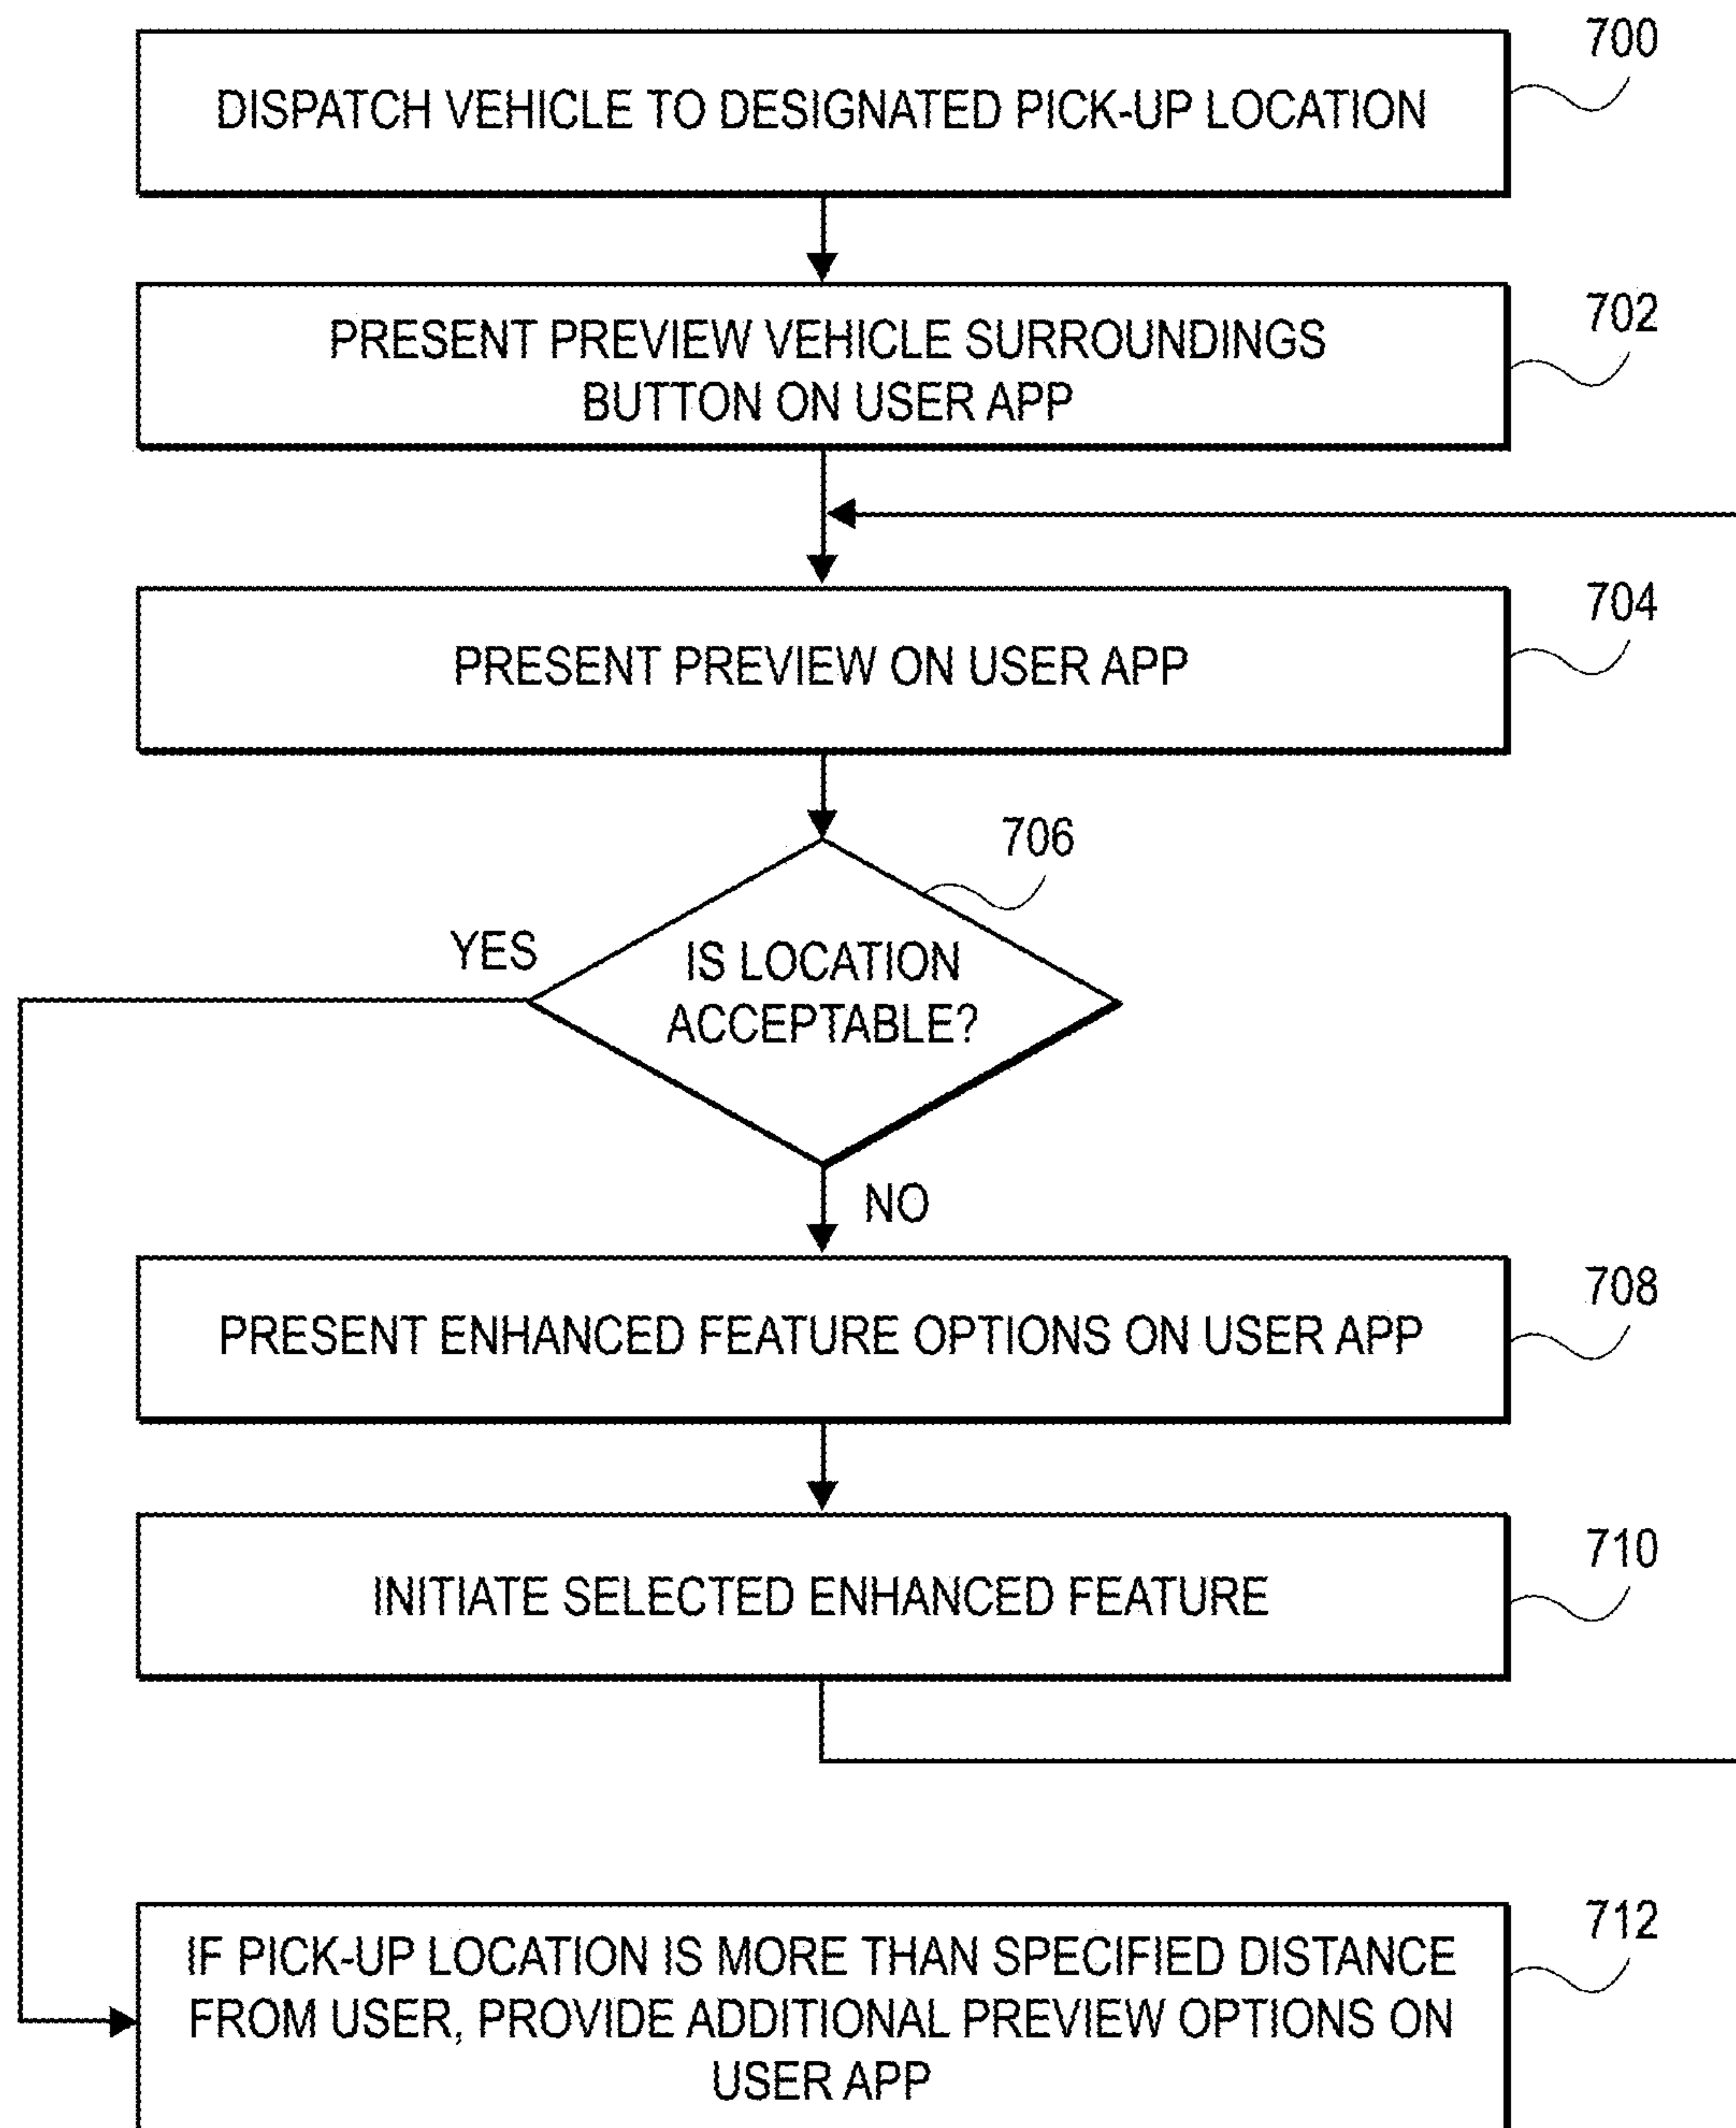 700
DISPATCH VEHICLE TO DESIGNATED PICK-UP LOCATION
702
PRESENT PREVIEW VEHICLE SURROUNDINGS
BUTTON ON USER APP
704
PRESENT PREVIEW ON USER APP
706
YES
IS LOCATION
ACCEPTABLE?
NO
708
PRESENT ENHANCED FEATURE OPTIONS ON USER APP
710
INITIATE SELECTED ENHANCED FEATURE
712
IF PICK-UP LOCATION IS MORE THAN SPECIFIED DISTANCE
FROM USER, PROVIDE ADDITIONAL PREVIEW OPTIONS ON
USER APP